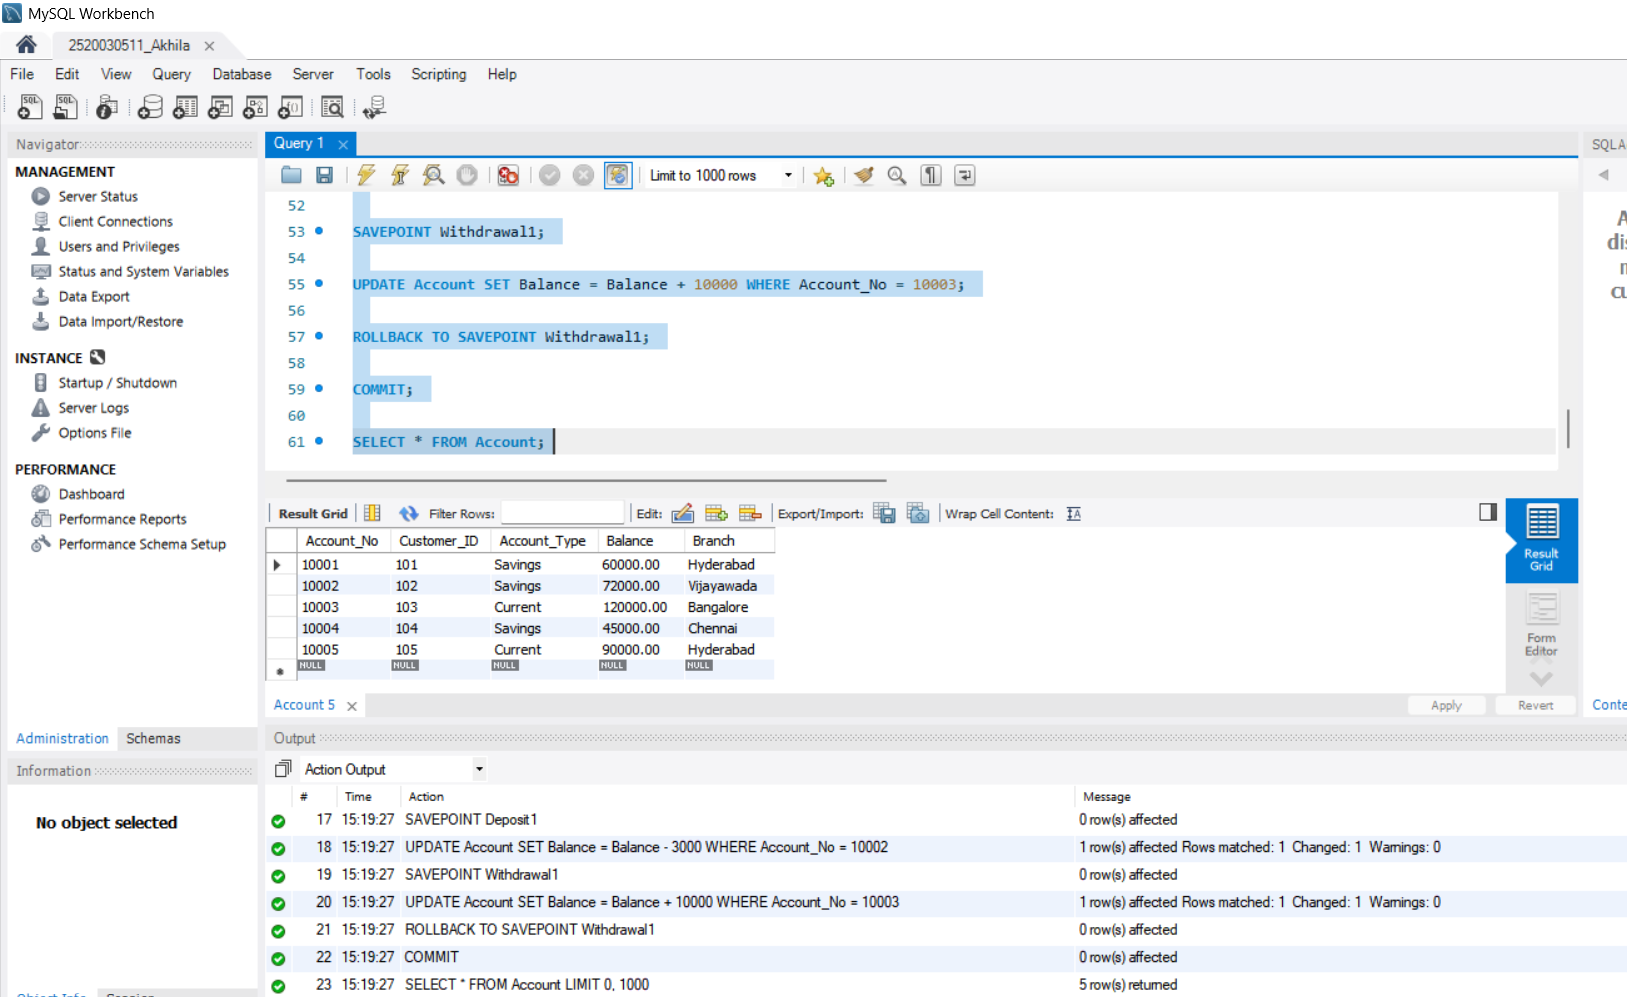 MySQL Workbench
2520030511_Akhila
File Edit View Query Database Server Tools Scripting Help
Navigator
MANAGEMENT
Server Status
Client Connections
Users and Privileges
Status and System Variables
Data Export
Data Import/Restore
INSTANCE
Startup / Shutdown
Server Logs
Options File
PERFORMANCE
Dashboard
Performance Reports
Performance Schema Setup
Administration Schemas
Information
No object selected
Query 1
Limit to 1000 rows
52
53 SAVEPOINT Withdrawal1;
54
55 UPDATE Account SET Balance = Balance + 10000 WHERE Account_No = 10003;
56
57 ROLLBACK TO SAVEPOINT Withdrawal1;
58
59 COMMIT;
60
61 SELECT * FROM Account;
Result Grid Filter Rows: Edit: Export/Import: Wrap Cell Content:
Account_No Customer_ID Account_Type Balance Branch
10001 101 Savings 60000.00 Hyderabad
10002 102 Savings 72000.00 Vijayawada
10003 103 Current 120000.00 Bangalore
10004 104 Savings 45000.00 Chennai
10005 105 Current 90000.00 Hyderabad
NULL NULL NULL NULL NULL
Result
Grid
Form
Editor
Account 5
Apply Revert
Output
Action Output
# Time Action Message
17 15:19:27 SAVEPOINT Deposit1 0 row(s) affected
18 15:19:27 UPDATE Account SET Balance = Balance - 3000 WHERE Account_No = 10002 1 row(s) affected Rows matched: 1 Changed: 1 Warnings: 0
19 15:19:27 SAVEPOINT Withdrawal1 0 row(s) affected
20 15:19:27 UPDATE Account SET Balance = Balance + 10000 WHERE Account_No = 10003 1 row(s) affected Rows matched: 1 Changed: 1 Warnings: 0
21 15:19:27 ROLLBACK TO SAVEPOINT Withdrawal1 0 row(s) affected
22 15:19:27 COMMIT 0 row(s) affected
23 15:19:27 SELECT * FROM Account LIMIT 0, 1000 5 row(s) returned